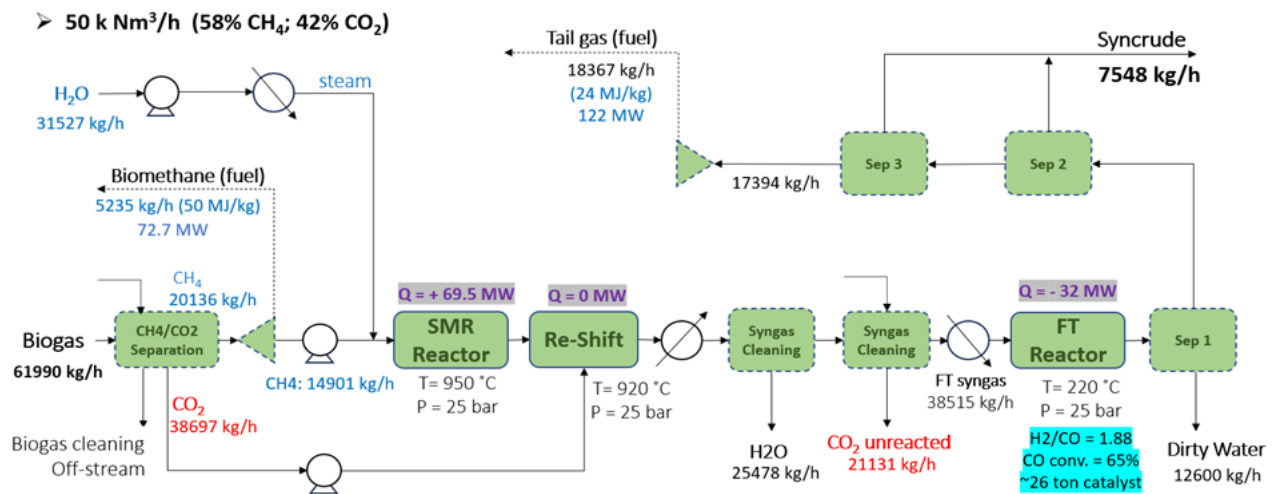 ➢ 50 k Nm³/h (58% CH₄; 42% CO₂)
H₂O
31527 kg/h
steam
Biomethane (fuel)
5235 kg/h (50 MJ/kg)
72.7 MW
Tail gas (fuel)
18367 kg/h
(24 MJ/kg)
122 MW
Syncrude
7548 kg/h
17394 kg/h
Sep 3
Sep 2
CH₄
20136 kg/h
Biogas
61990 kg/h
CH4/CO2
Separation
CH4: 14901 kg/h
CO₂
38697 kg/h
Biogas cleaning
Off-stream
Q = + 69.5 MW
SMR
Reactor
T= 950 ˚C
P = 25 bar
Q = 0 MW
Re-Shift
T= 920 ˚C
P = 25 bar
Syngas
Cleaning
H2O
25478 kg/h
Syngas
Cleaning
CO₂ unreacted
21131 kg/h
FT syngas
38515 kg/h
Q = - 32 MW
FT
Reactor
T= 220 ˚C
P = 25 bar
H2/CO = 1.88
CO conv. = 65%
~26 ton catalyst
Sep 1
Dirty Water
12600 kg/h